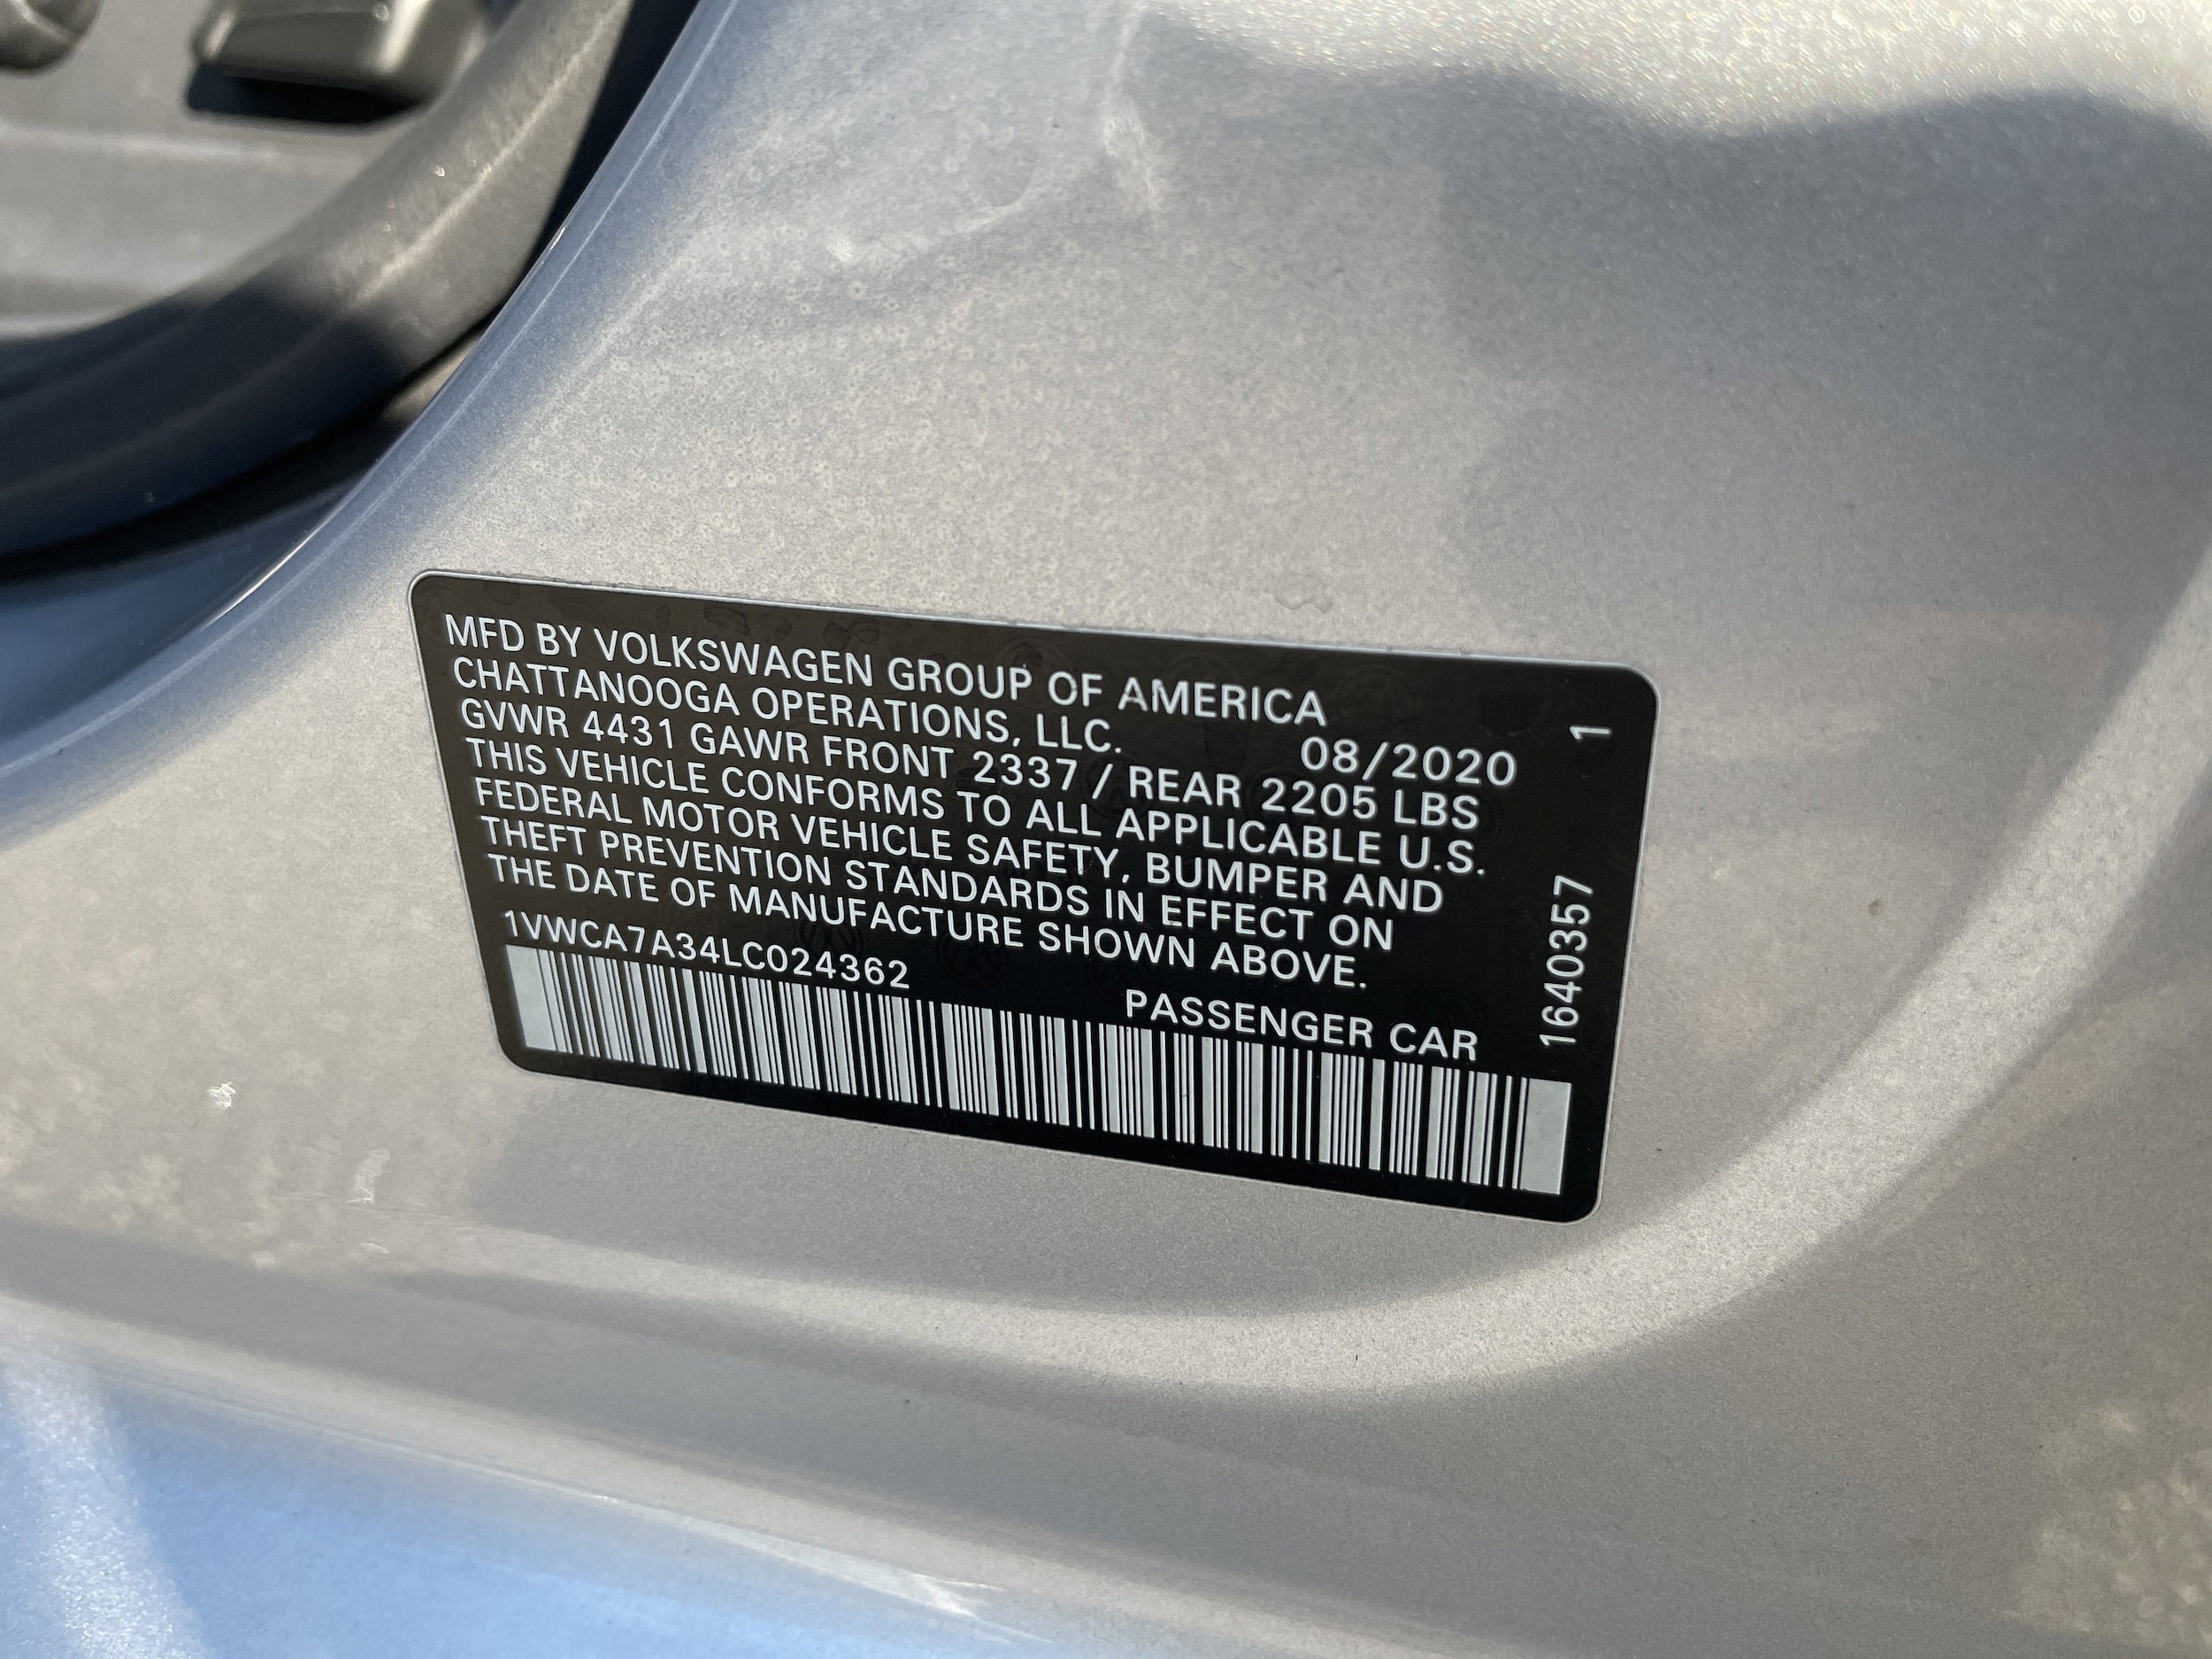 MFD BY VOLKSWAGEN GROUP OF AMERICA
CHATTANOOGA OPERATIONS, LLC. 08/2020
GVWR 4431 GAWR FRONT 2337 / REAR 2205 LBS
THIS VEHICLE CONFORMS TO ALL APPLICABLE U.S.
FEDERAL MOTOR VEHICLE SAFETY, BUMPER AND
THEFT PREVENTION STANDARDS IN EFFECT ON
THE DATE OF MANUFACTURE SHOWN ABOVE.
1VWCA7A34LC024362
PASSENGER CAR
1640357 1